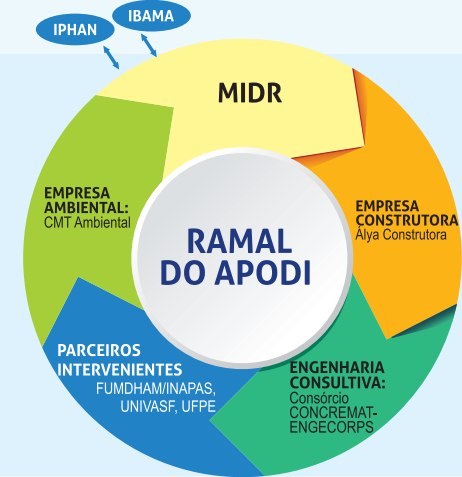 IPHAN
IBAMA
MIDR
EMPRESA
AMBIENTAL:
CMT Ambiental
EMPRESA
CONSTRUTORA
Álya Construtora
RAMAL
DO APODI
PARCEIROS
INTERVENIENTES
FUMDHAM/INAPAS,
UNIVASF, UFPE
ENGENHARIA
CONSULTIVA:
Consórcio
CONCREMAT-
ENGECORPS